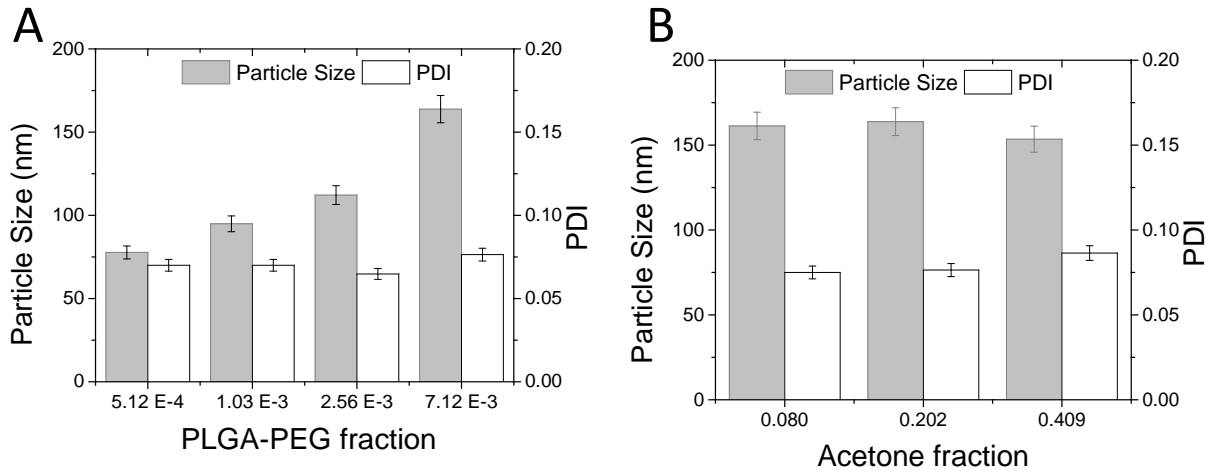 A
Particle Size
PDI
Particle Size (nm)
200
150
100
50
0
0.20
0.15
0.10
0.05
0.00
PDI
5.12 E-4
1.03 E-3
2.56 E-3
7.12 E-3
PLGA-PEG fraction
B
Particle Size
PDI
Particle Size (nm)
200
150
100
50
0
0.20
0.15
0.10
0.05
0.00
PDI
0.080
0.202
0.409
Acetone fraction